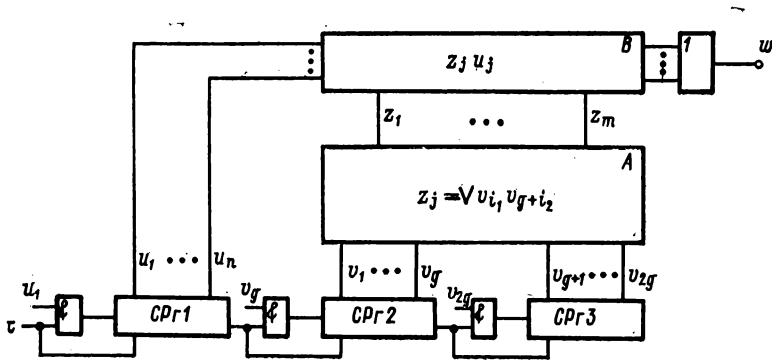 B
1
w
z_j u_j
z_1 ••• z_m
A
z_j = ∨ v_{i_1} v_{g+i_2}
u_1 ••• u_n
v_1 ••• v_g
v_{g+1} ••• v_{2g}
u_1
&
τ
СРг1
v_g
&
СРг2
v_{2g}
&
СРг3